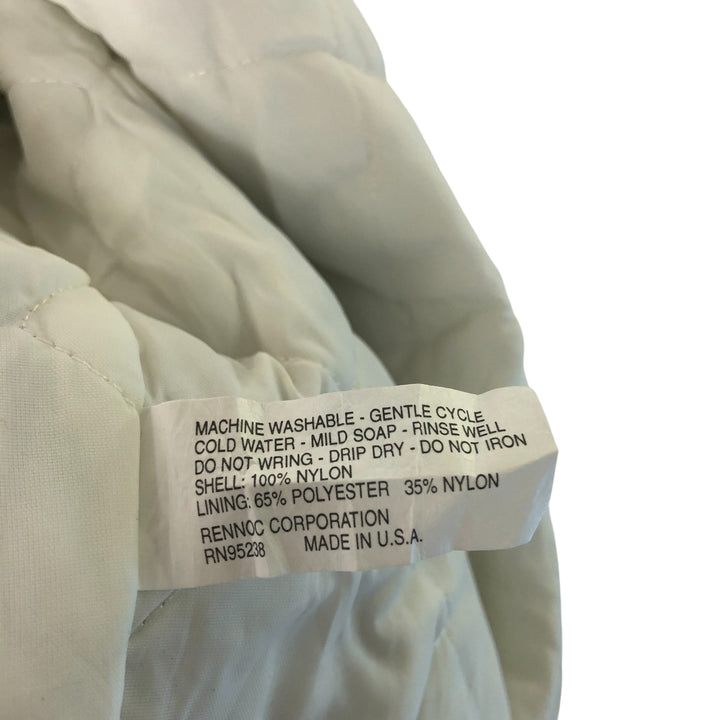 MACHINE WASHABLE - GENTLE CYCLE
COLD WATER - MILD SOAP - RINSE WELL
DO NOT WRING - DRIP DRY - DO NOT IRON
SHELL: 100% NYLON
LINING: 65% POLYESTER 35% NYLON
RENNOC CORPORATION
RN95238 MADE IN U.S.A.